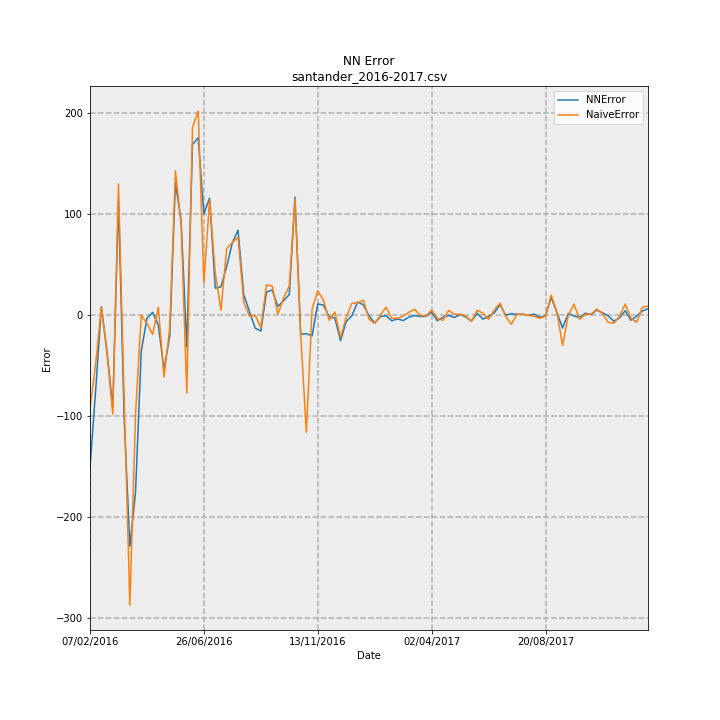 NN Error
santander_2016-2017.csv
NNError
NaiveError
200
100
0
−100
−200
−300
Error
07/02/2016
26/06/2016
13/11/2016
02/04/2017
20/08/2017
Date